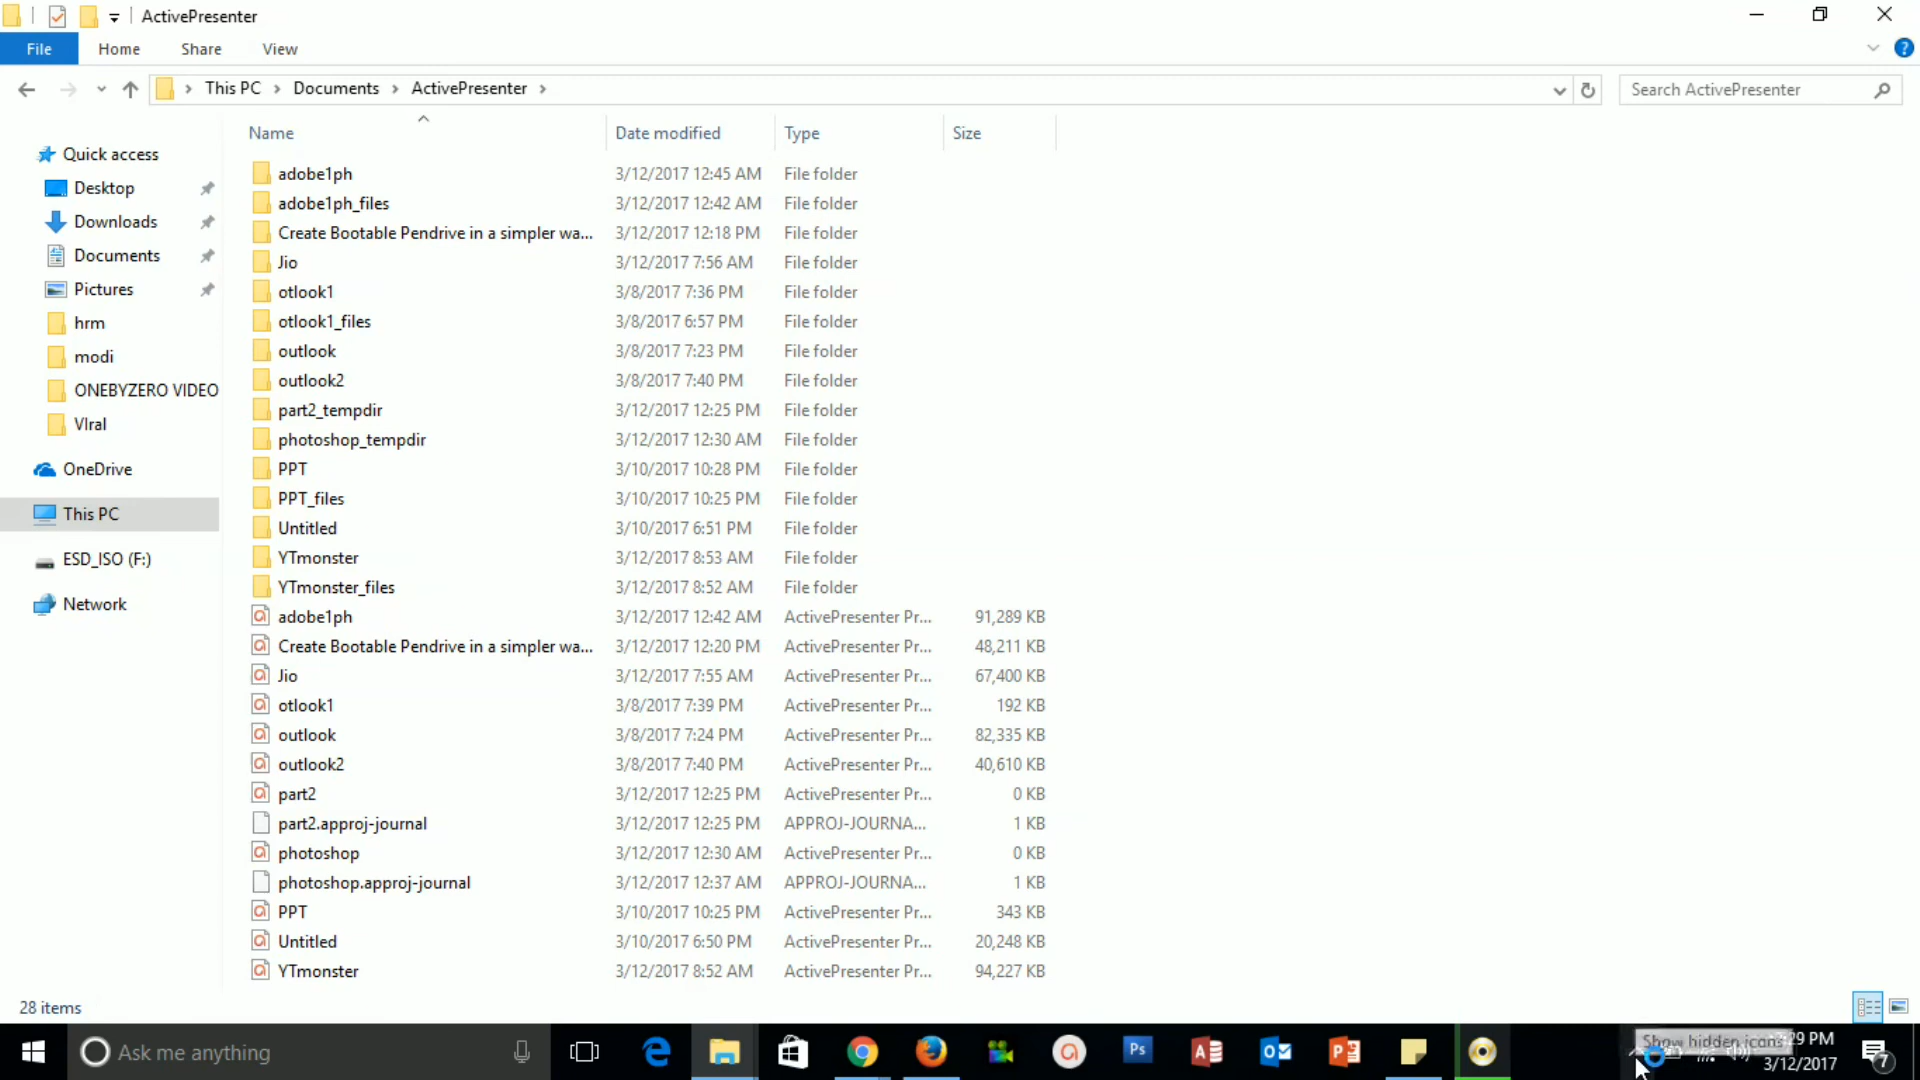 ActivePresenter
File Home Share View
This PC Documents ActivePresenter
Search ActivePresenter
Name Date modified Type Size
Quick access
Desktop
Downloads
Documents
Pictures
hrm
modi
ONEBYZERO VIDEO
VIral
OneDrive
This PC
ESD_ISO (F:)
Network
adobe1ph 3/12/2017 12:45 AM File folder
adobe1ph_files 3/12/2017 12:42 AM File folder
Create Bootable Pendrive in a simpler wa... 3/12/2017 12:18 PM File folder
Jio 3/12/2017 7:56 AM File folder
otlook1 3/8/2017 7:36 PM File folder
otlook1_files 3/8/2017 6:57 PM File folder
outlook 3/8/2017 7:23 PM File folder
outlook2 3/8/2017 7:40 PM File folder
part2_tempdir 3/12/2017 12:25 PM File folder
photoshop_tempdir 3/12/2017 12:30 AM File folder
PPT 3/10/2017 10:28 PM File folder
PPT_files 3/10/2017 10:25 PM File folder
Untitled 3/10/2017 6:51 PM File folder
YTmonster 3/12/2017 8:53 AM File folder
YTmonster_files 3/12/2017 8:52 AM File folder
adobe1ph 3/12/2017 12:42 AM ActivePresenter Pr... 91,289 KB
Create Bootable Pendrive in a simpler wa... 3/12/2017 12:20 PM ActivePresenter Pr... 48,211 KB
Jio 3/12/2017 7:55 AM ActivePresenter Pr... 67,400 KB
otlook1 3/8/2017 7:39 PM ActivePresenter Pr... 192 KB
outlook 3/8/2017 7:24 PM ActivePresenter Pr... 82,335 KB
outlook2 3/8/2017 7:40 PM ActivePresenter Pr... 40,610 KB
part2 3/12/2017 12:25 PM ActivePresenter Pr... 0 KB
part2.approj-journal 3/12/2017 12:25 PM APPROJ-JOURNA... 1 KB
photoshop 3/12/2017 12:30 AM ActivePresenter Pr... 0 KB
photoshop.approj-journal 3/12/2017 12:37 AM APPROJ-JOURNA... 1 KB
PPT 3/10/2017 10:25 PM ActivePresenter Pr... 343 KB
Untitled 3/10/2017 6:50 PM ActivePresenter Pr... 20,248 KB
YTmonster 3/12/2017 8:52 AM ActivePresenter Pr... 94,227 KB
28 items
Ask me anything
Ps
Show hidden icons
:29 PM
3/12/2017
7